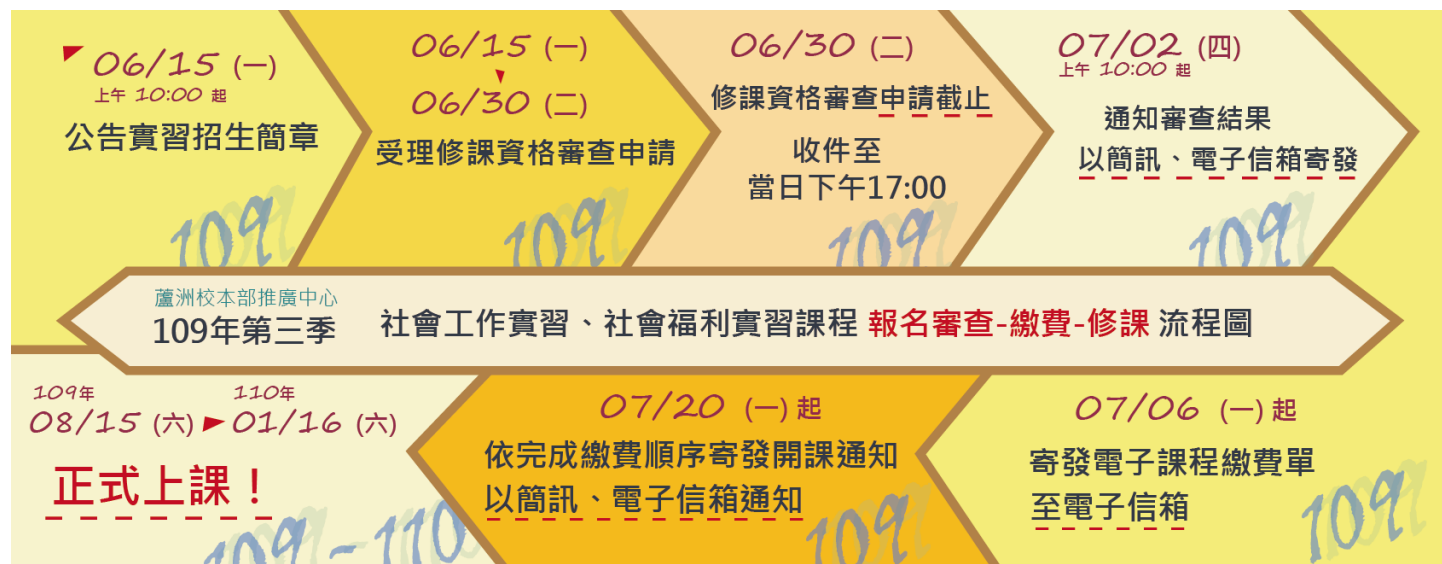 06/15 (一)
上午 10:00 起
公告實習招生簡章
109
06/15 (一)
06/30 (二)
受理修課資格審查申請
109
06/30 (二)
修課資格審查申請截止
收件至
當日下午17:00
109
07/02 (四)
上午 10:00 起
通知審查結果
以簡訊、電子信箱寄發
109
蘆洲校本部推廣中心
109年第三季
社會工作實習、社會福利實習課程 報名審查-繳費-修課 流程圖
07/06 (一) 起
寄發電子課程繳費單
至電子信箱
109
07/20 (一) 起
依完成繳費順序寄發開課通知
以簡訊、電子信箱通知
109
109年 110年
08/15 (六) 01/16 (六)
正式上課！
109-110